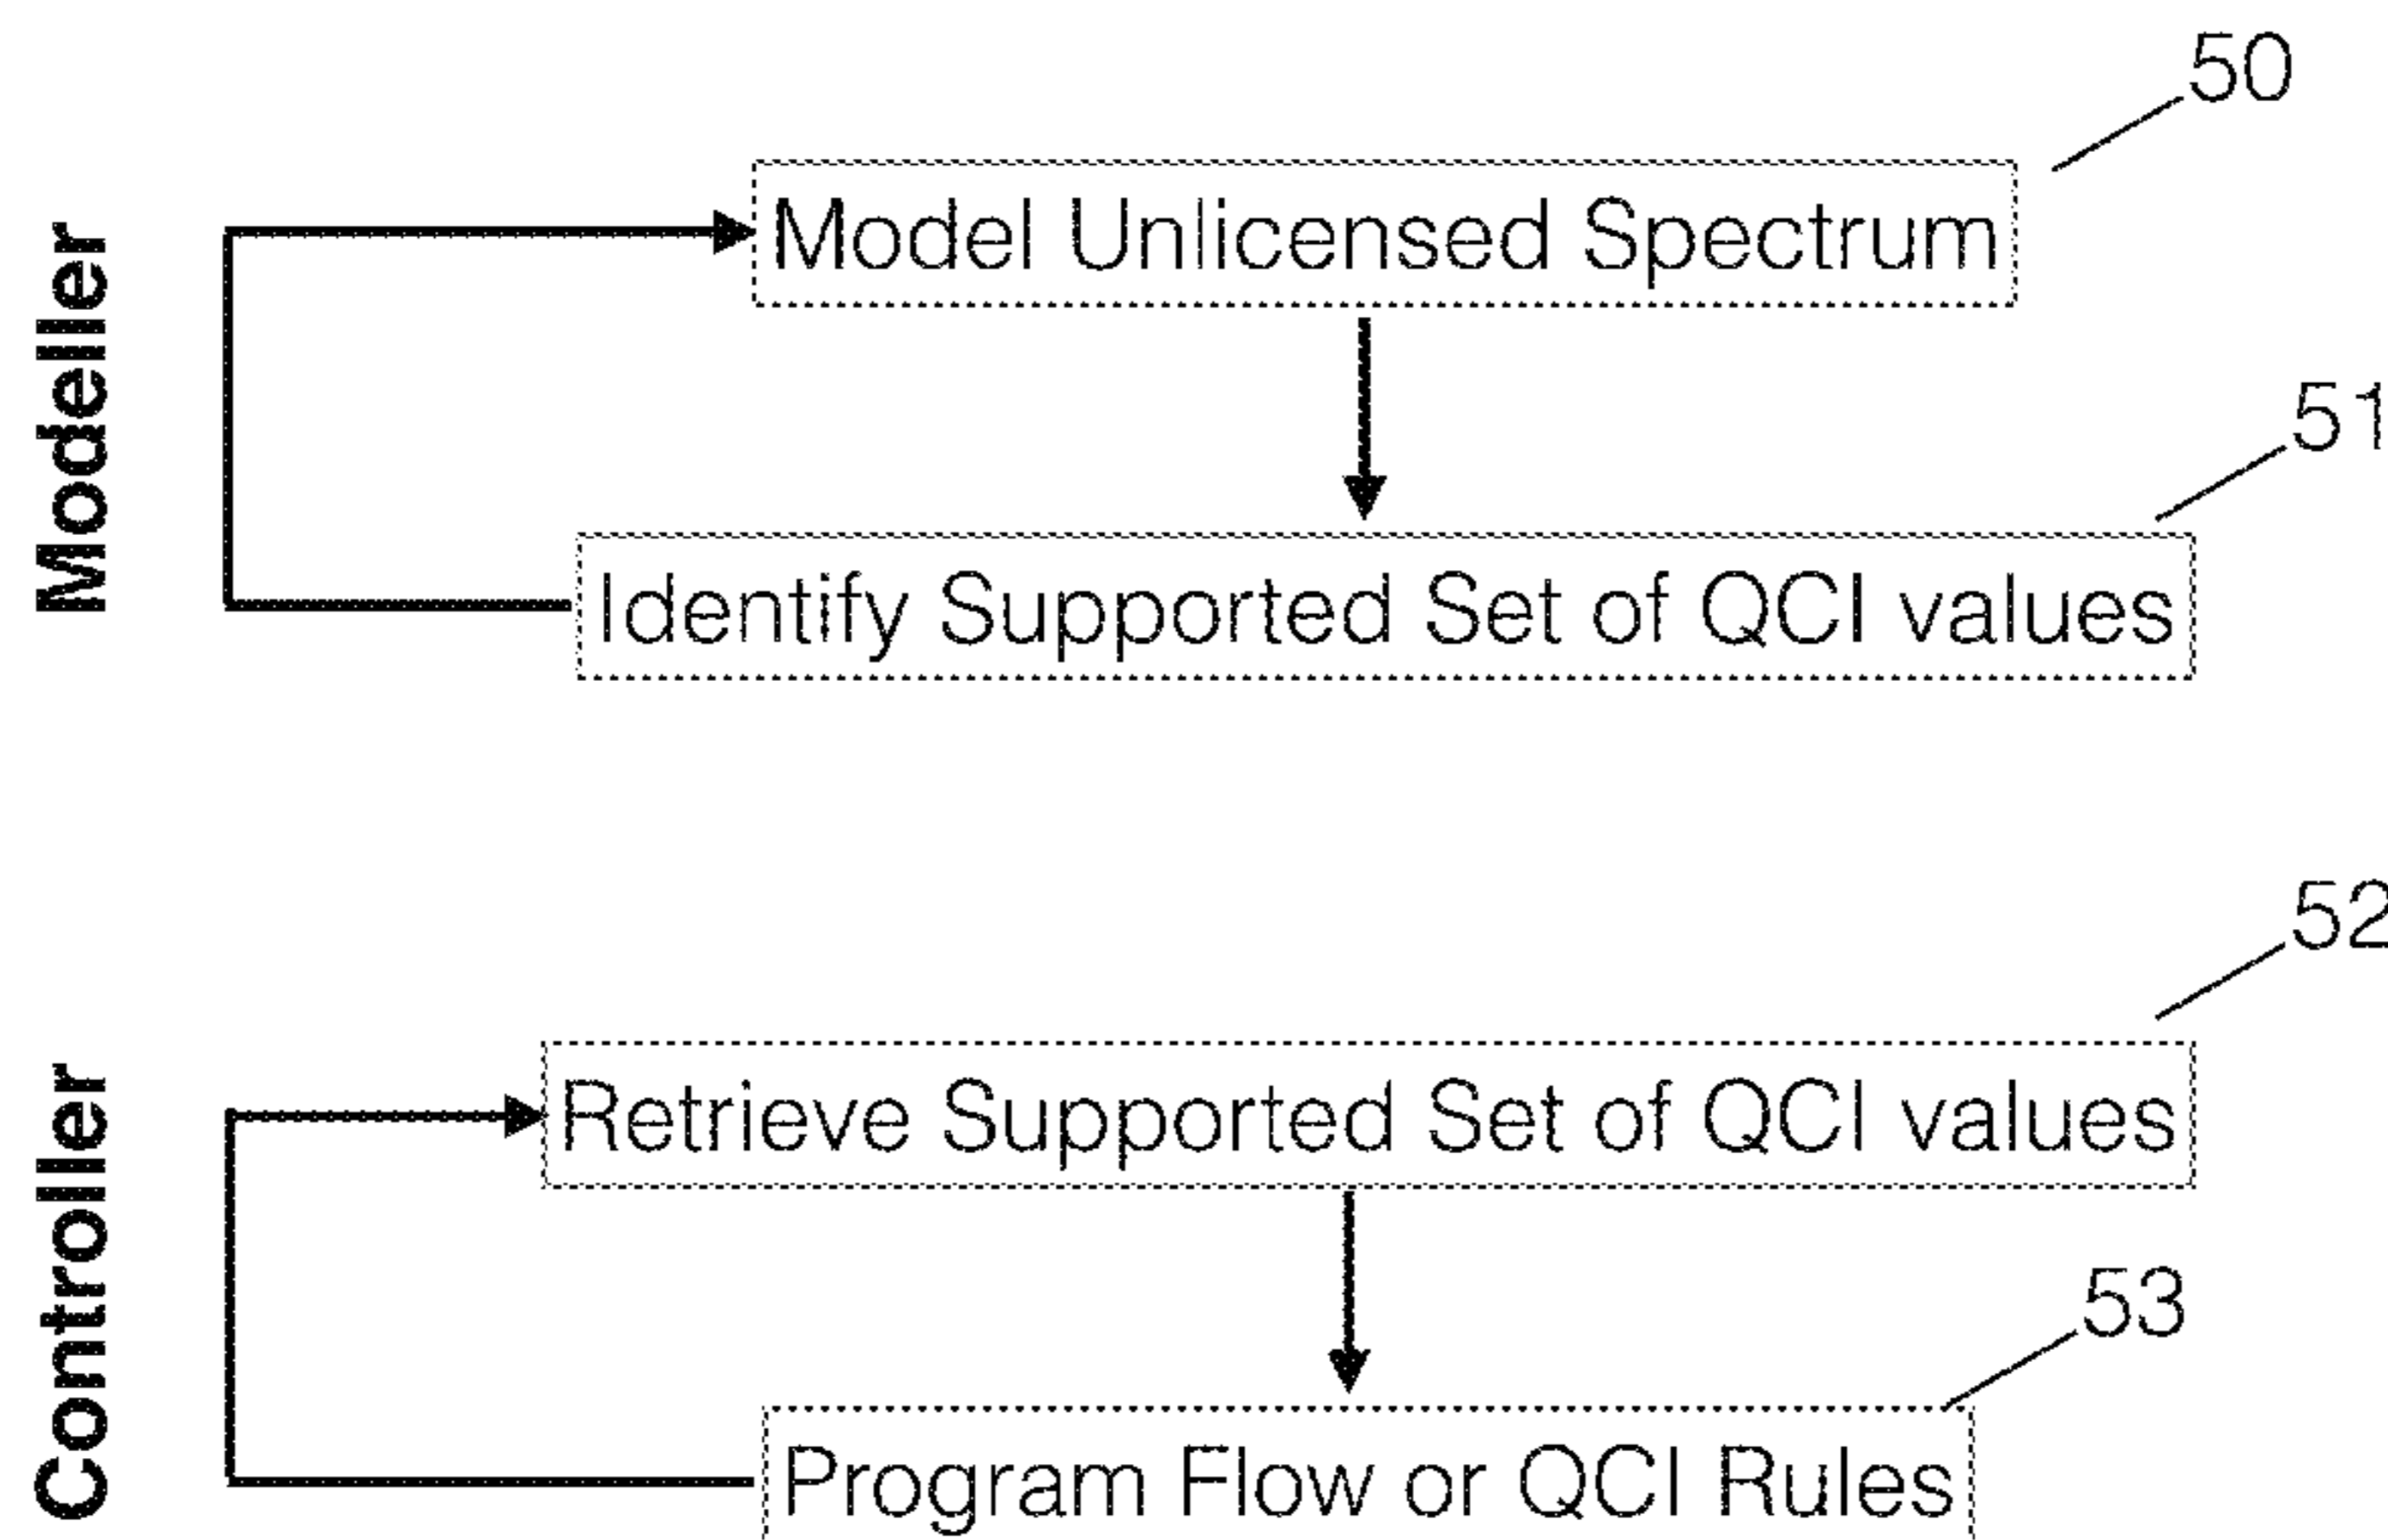 50
Modeller
Model Unlicensed Spectrum
51
Identify Supported Set of QCI values
52
Controller
Retrieve Supported Set of QCI values
53
Program Flow or QCI Rules